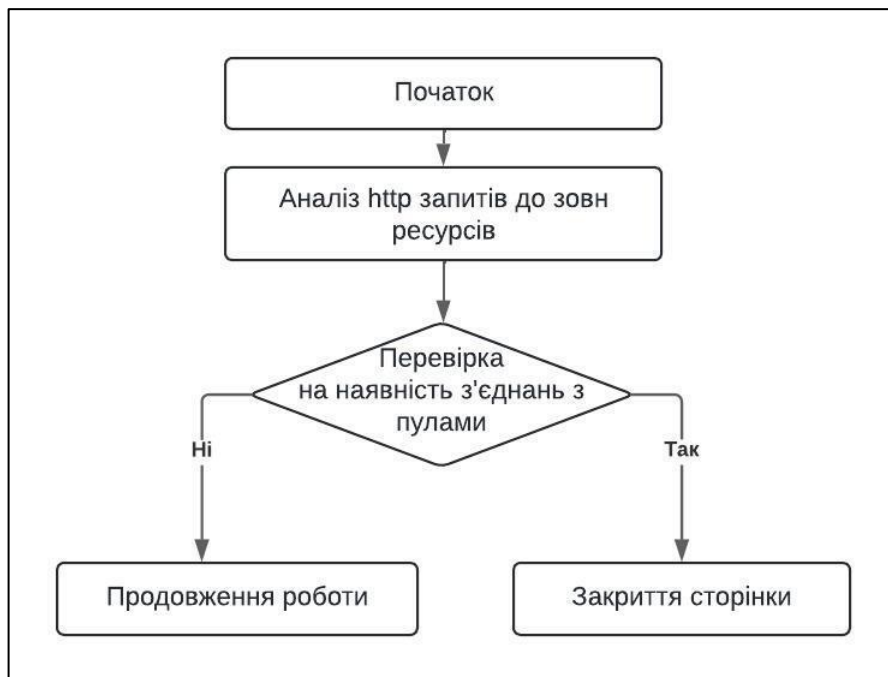 Початок
Аналіз http запитів до зовн
ресурсів
Перевірка
на наявність з'єднань з
пулами
Ні
Так
Продовження роботи
Закриття сторінки